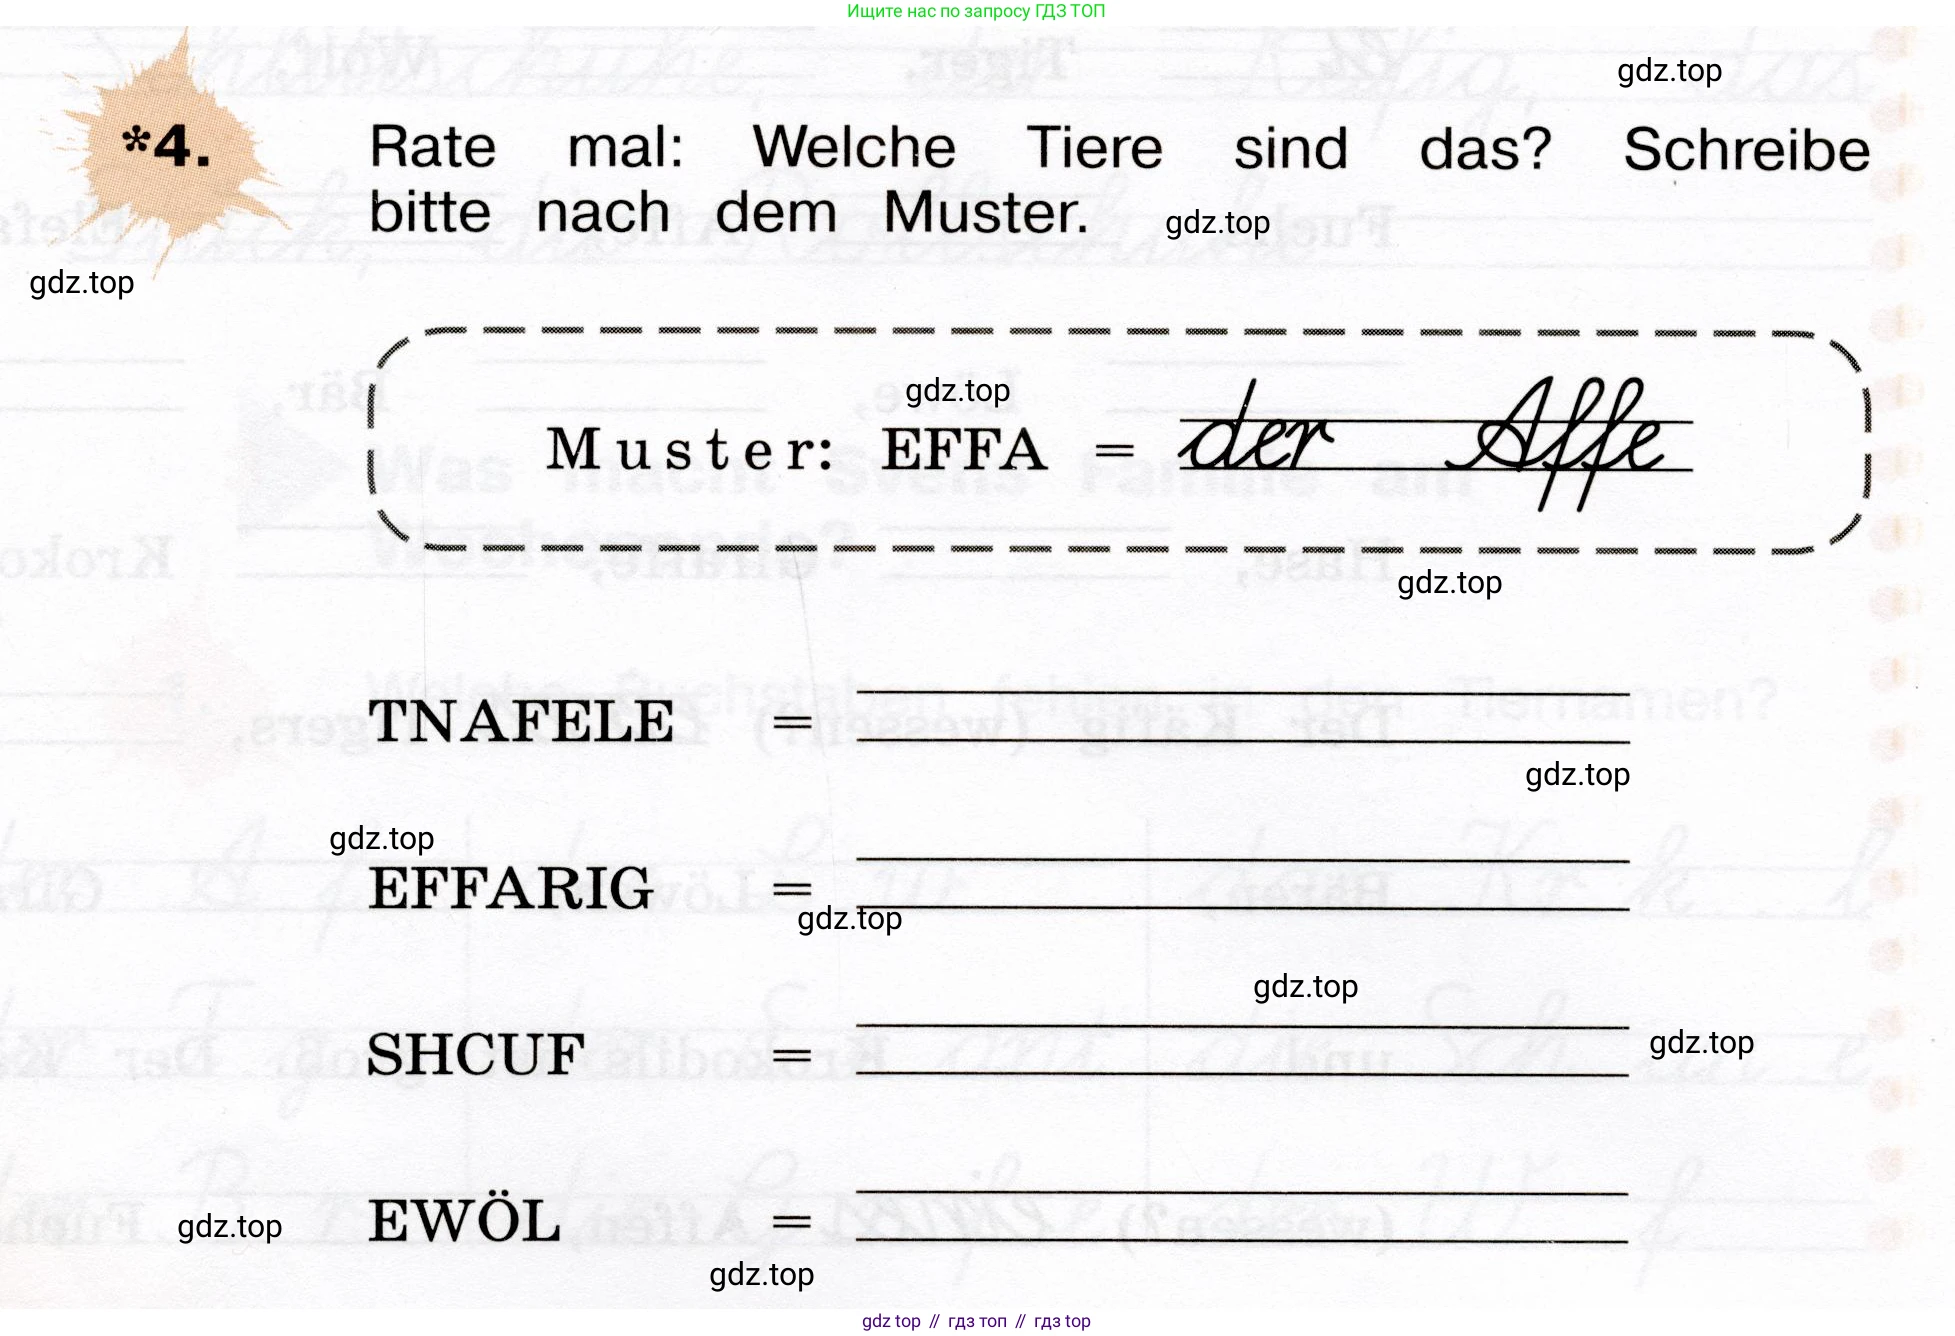 Ищите нас по запросу ГДЗ ТОП
gdz.top
*4. Rate mal: Welche Tiere sind das? Schreibe
bitte nach dem Muster. gdz.top
gdz.top
gdz.top
Muster: EFFA = der Affe
gdz.top
TNAFELE =
gdz.top
gdz.top
EFFARIG =
gdz.top
gdz.top
SHCUF =
gdz.top
EWÖL =
gdz.top
gdz.top
gdz top // гдз топ // гдз top